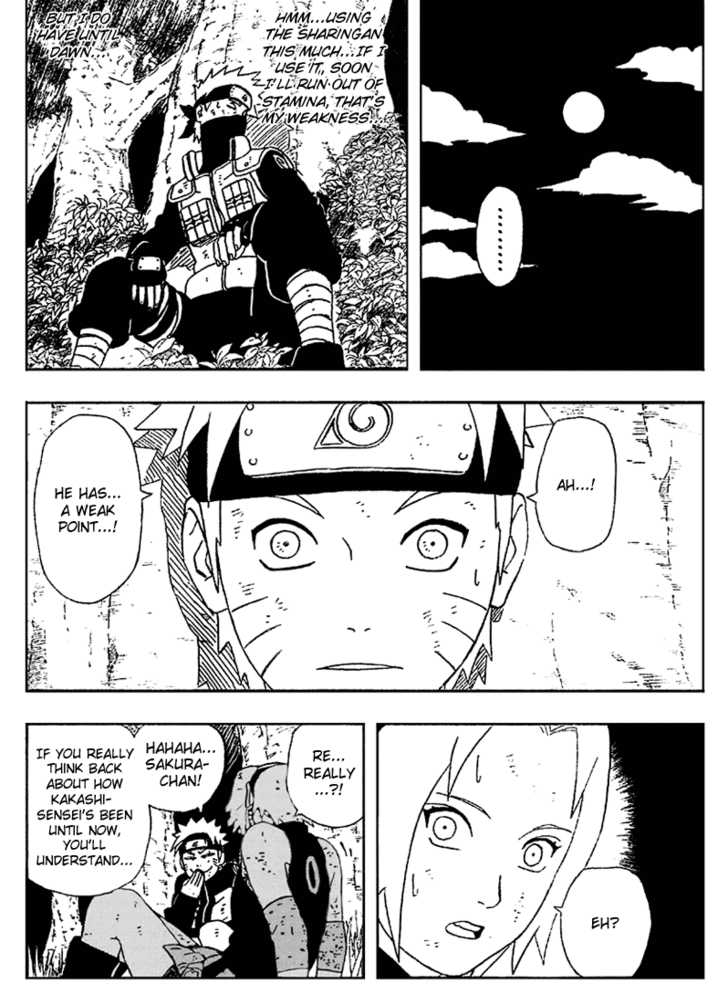 ........
HMM...USING
THE SHARINGAN
THIS MUCH...IF I
USE IT, SOON
I'LL RUN OUT OF
STAMINA, THAT'S
MY WEAKNESS...
BUT I DO
HAVE UNTIL
DAWN...
AH...!
HE HAS...
A WEAK
POINT...!
EH?
RE...
REALLY
...?!
HAHAHA...
SAKURA-
CHAN!
IF YOU REALLY
THINK BACK
ABOUT HOW
KAKASHI-
SENSEI'S BEEN
UNTIL NOW,
YOU'LL
UNDERSTAND...